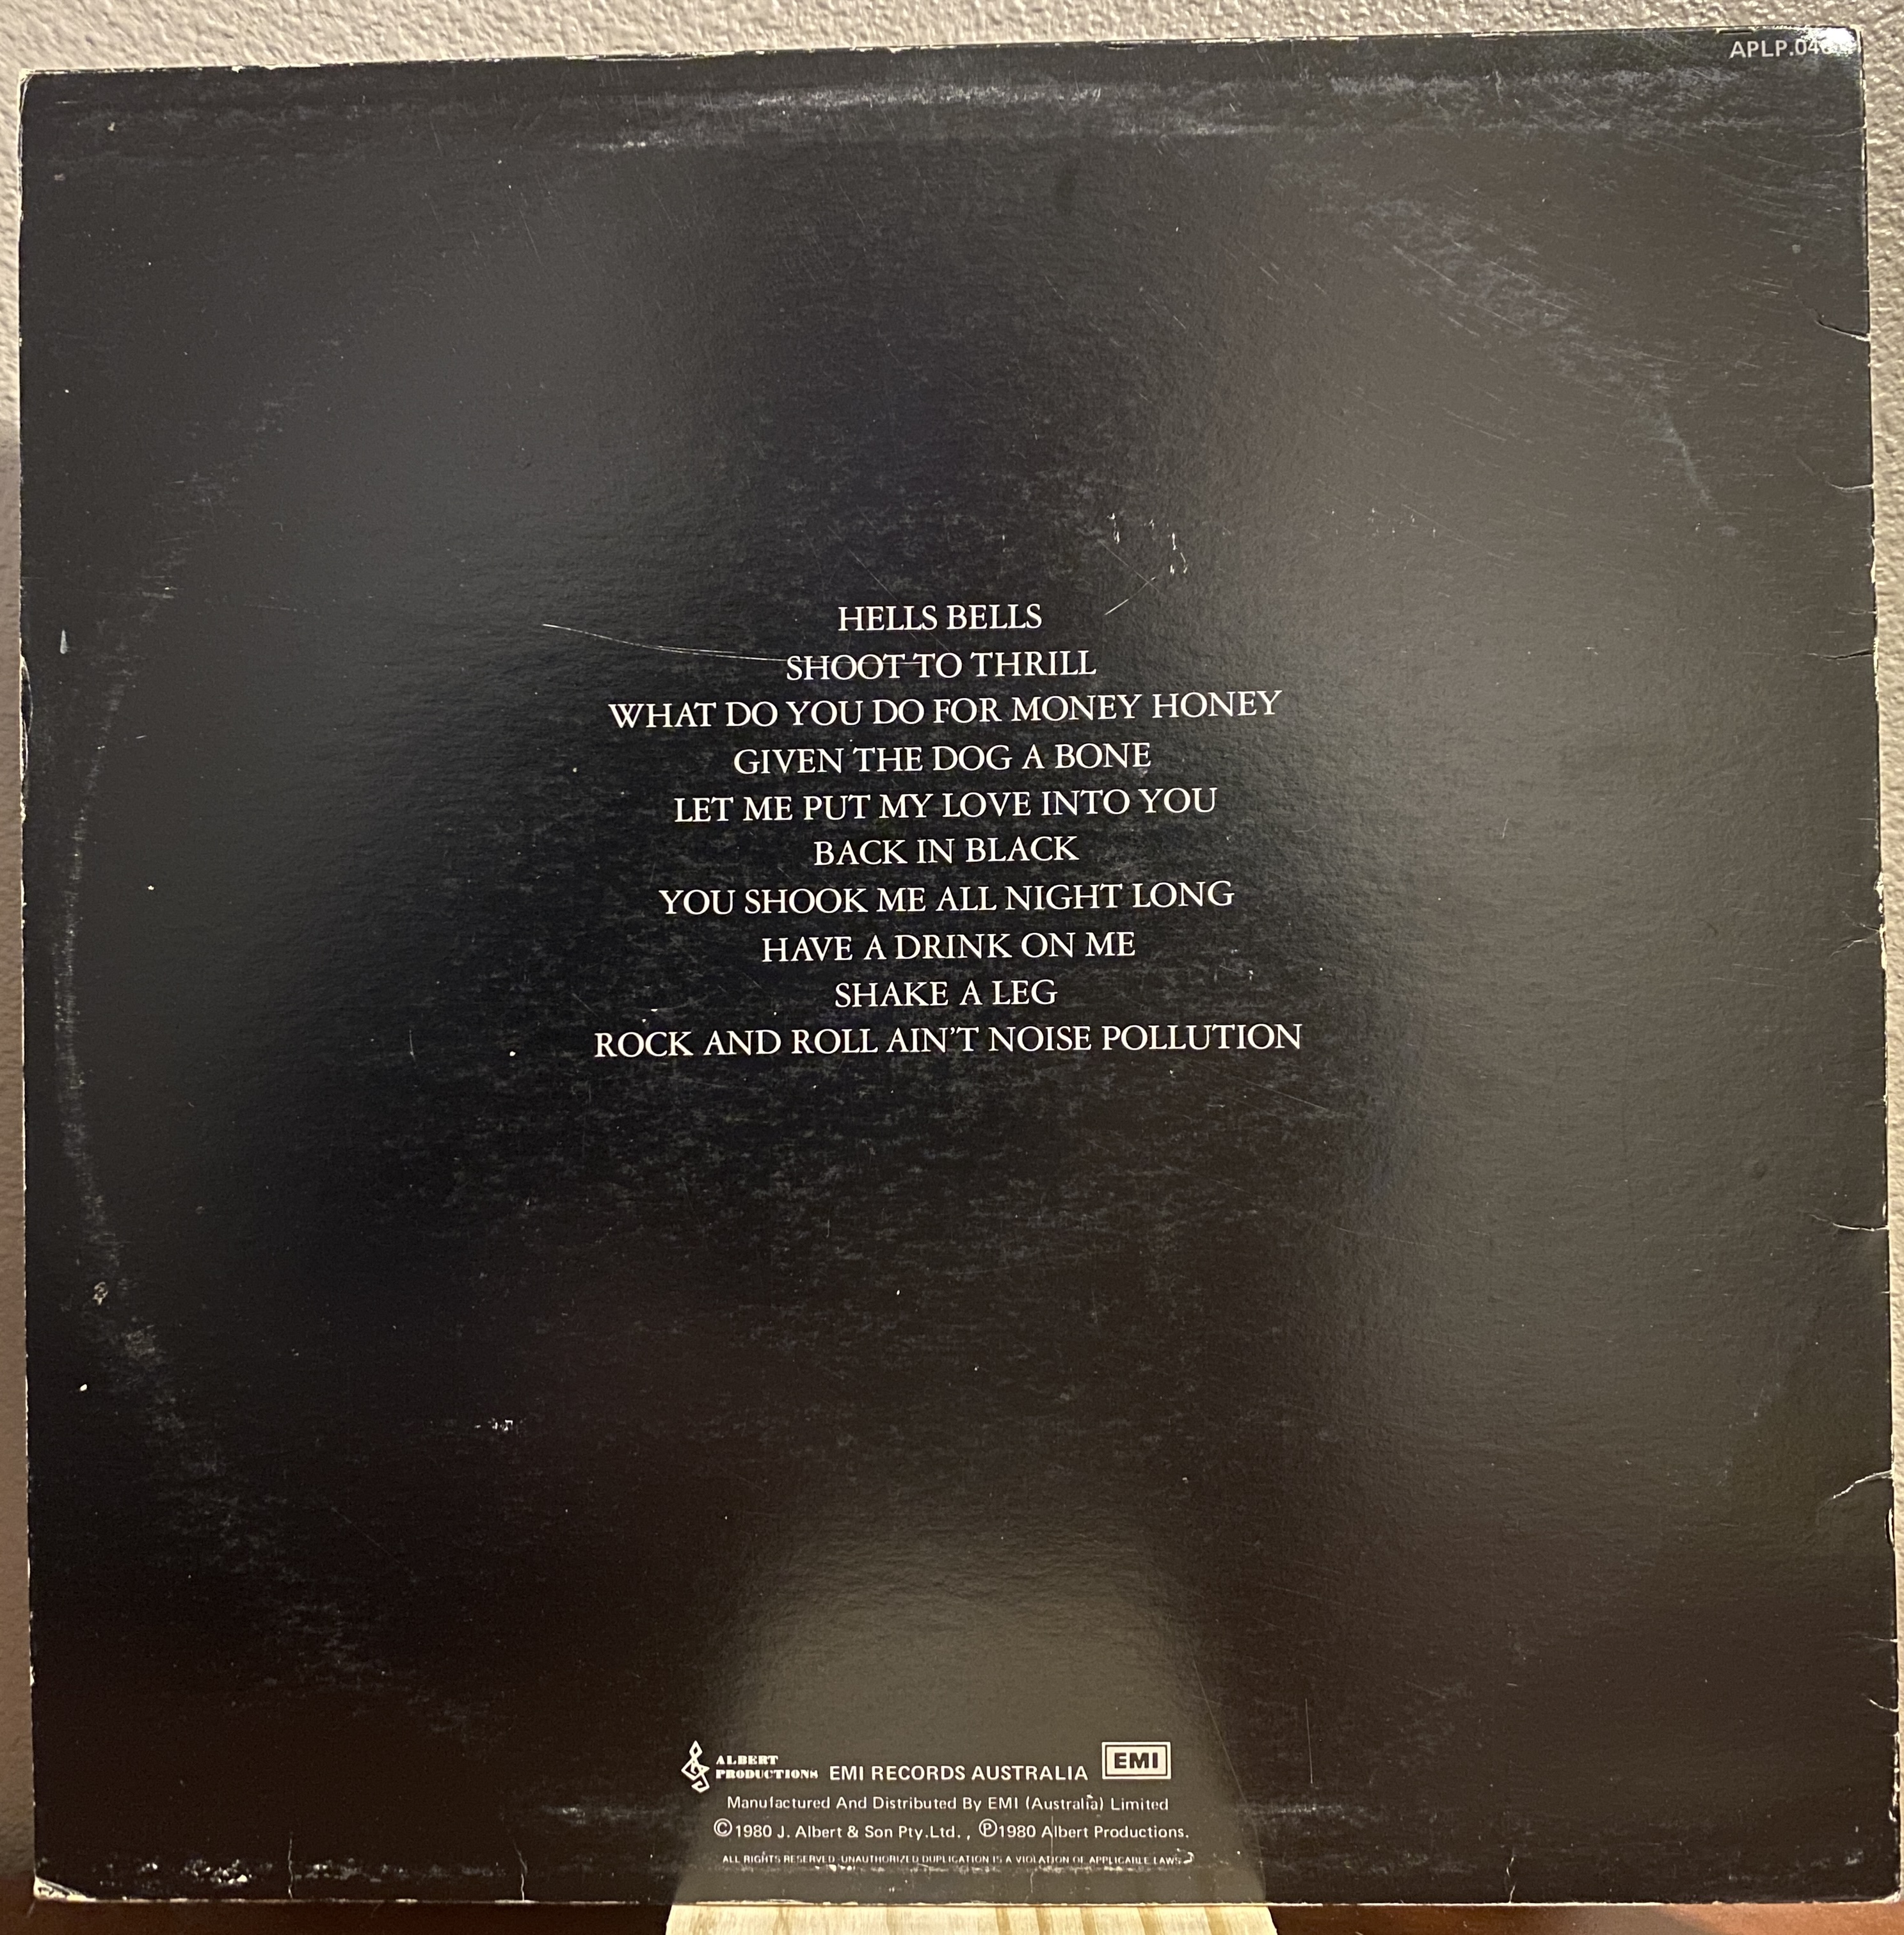 HELLS BELLS
SHOOT TO THRILL
WHAT DO YOU DO FOR MONEY HONEY
GIVEN THE DOG A BONE
LET ME PUT MY LOVE INTO YOU
BACK IN BLACK
YOU SHOOK ME ALL NIGHT LONG
HAVE A DRINK ON ME
SHAKE A LEG
ROCK AND ROLL AIN'T NOISE POLLUTION
ALBERT
PRODUCTIONS EMI RECORDS AUSTRALIA EMI
Manufactured And Distributed By EMI (Australia) Limited
©1980 J. Albert & Son Pty.Ltd. , ℗1980 Albert Productions.
ALL RIGHTS RESERVED UNAUTHORIZED DUPLICATION IS A VIOLATION OF APPLICABLE LAWS